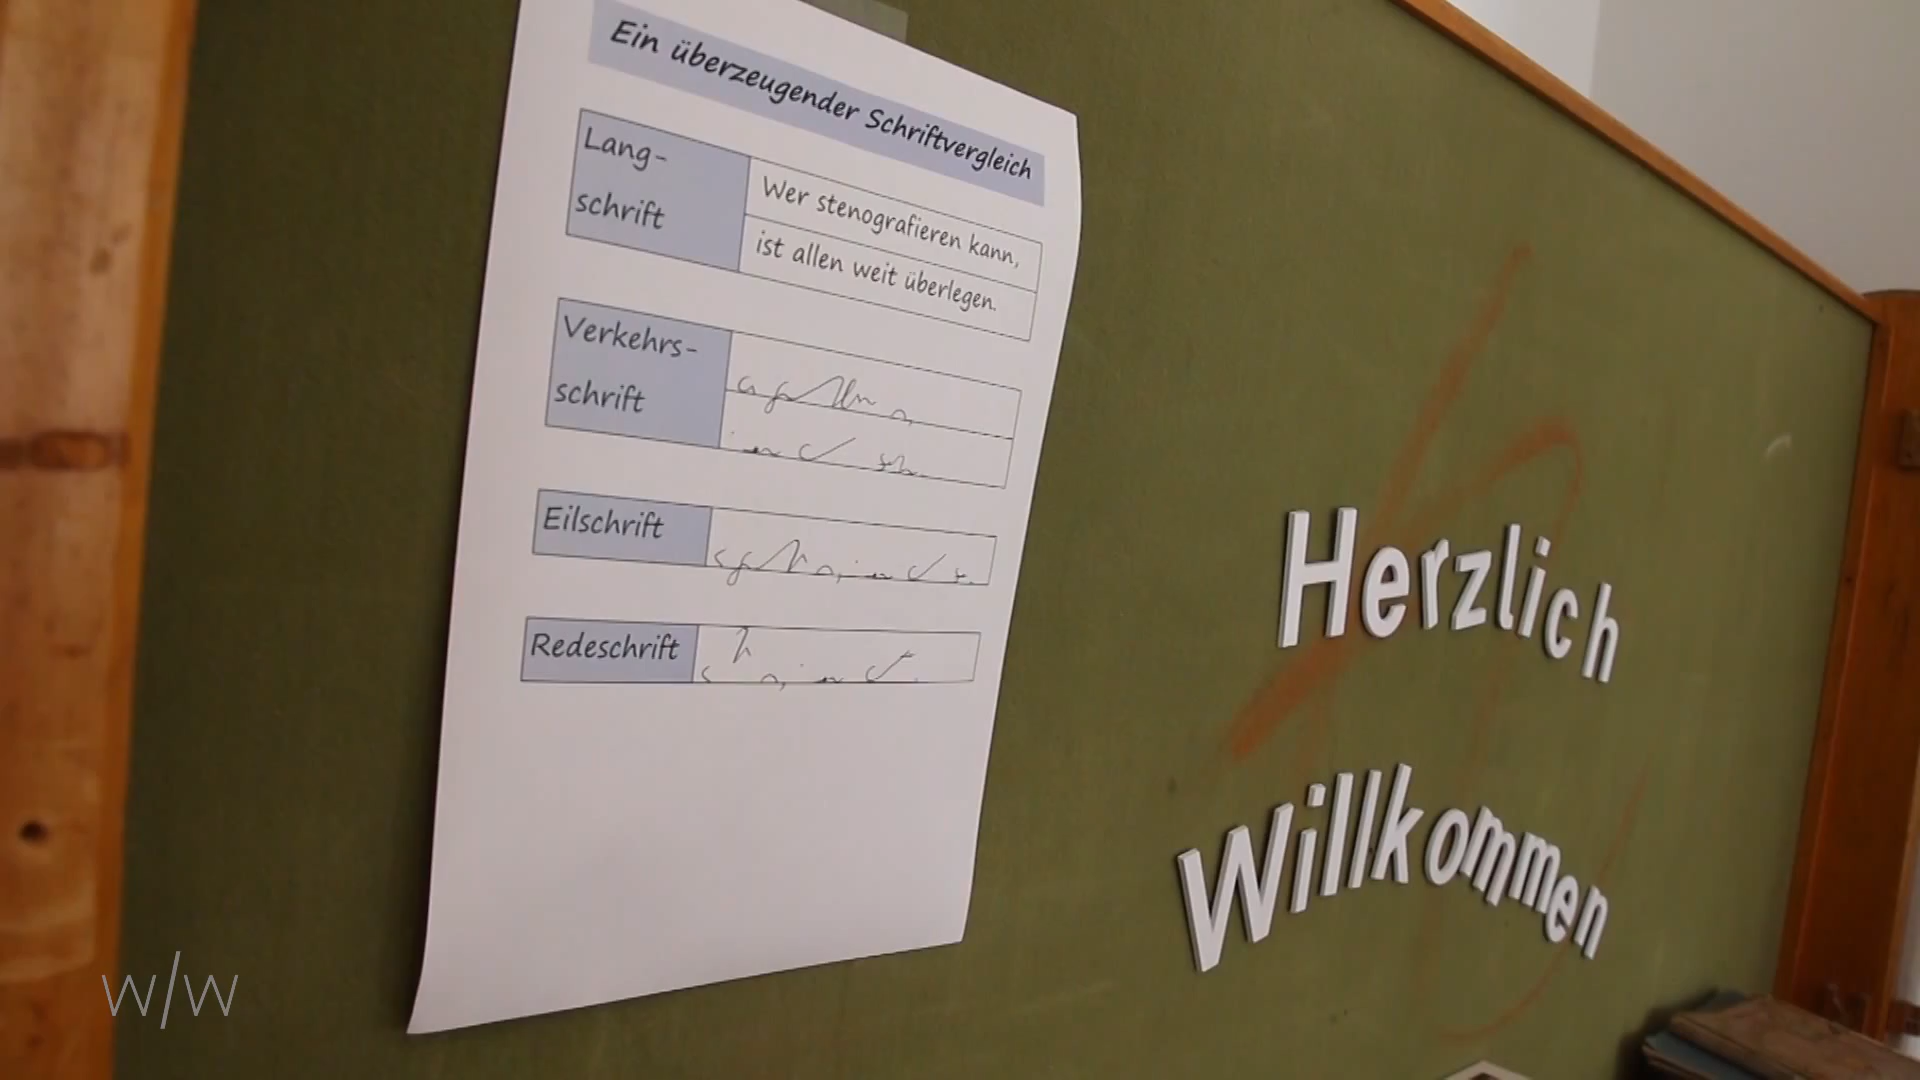 Ein überzeugender Schriftvergleich
Lang-
schrift
Wer stenografieren kann,
ist allen weit überlegen.
Verkehrs-
schrift
Eilschrift
Redeschrift
Herzlich
Willkommen
w/w